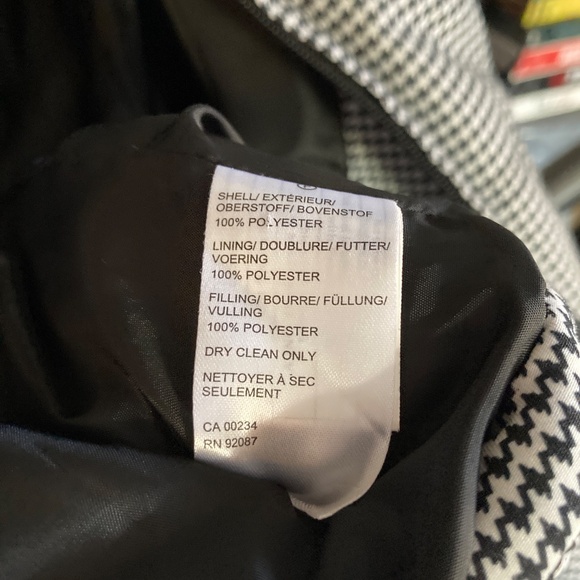 SHELL/ EXTÉRIEUR/
OBERSTOFF/ BOVENSTOF
100% POLYESTER
LINING/ DOUBLURE/ FUTTER/
VOERING
100% POLYESTER
FILLING/ BOURRE/ FÜLLUNG/
VULLING
100% POLYESTER
DRY CLEAN ONLY
NETTOYER À SEC
SEULEMENT
CA 00234
RN 92087